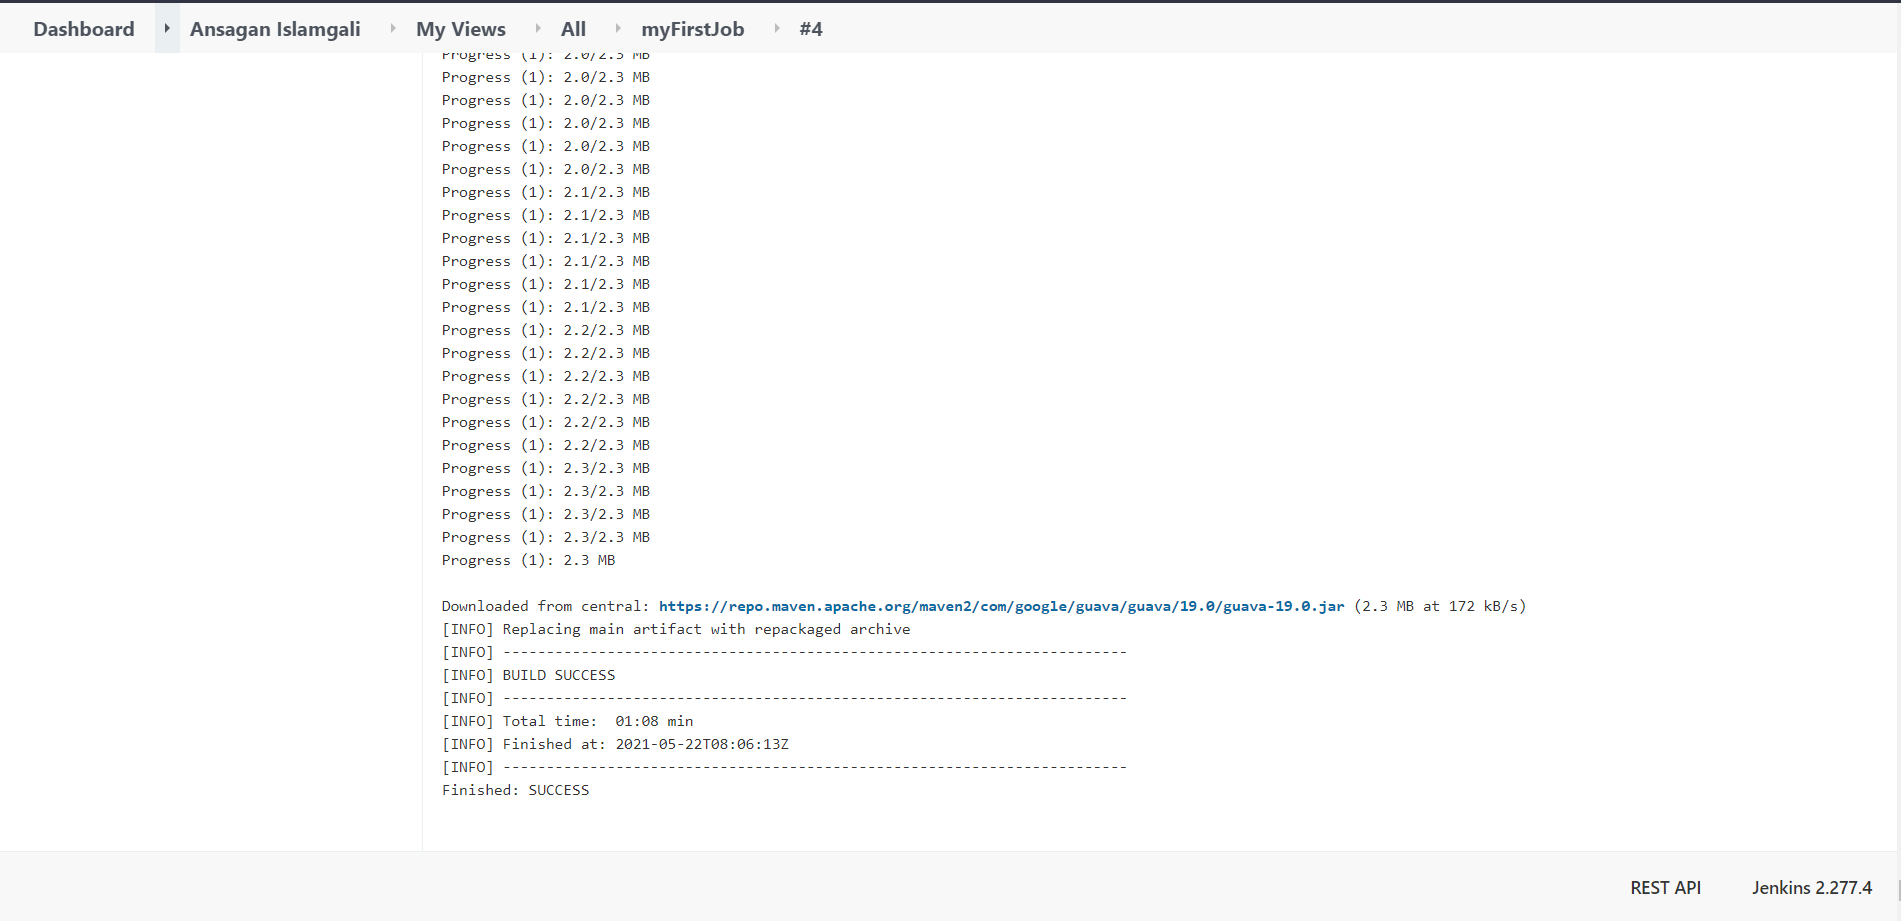 Dashboard Ansagan Islamgali My Views All myFirstJob #4
Progress (1): 2.0/2.3 MB
Progress (1): 2.0/2.3 MB
Progress (1): 2.0/2.3 MB
Progress (1): 2.0/2.3 MB
Progress (1): 2.0/2.3 MB
Progress (1): 2.0/2.3 MB
Progress (1): 2.1/2.3 MB
Progress (1): 2.1/2.3 MB
Progress (1): 2.1/2.3 MB
Progress (1): 2.1/2.3 MB
Progress (1): 2.1/2.3 MB
Progress (1): 2.1/2.3 MB
Progress (1): 2.2/2.3 MB
Progress (1): 2.2/2.3 MB
Progress (1): 2.2/2.3 MB
Progress (1): 2.2/2.3 MB
Progress (1): 2.2/2.3 MB
Progress (1): 2.2/2.3 MB
Progress (1): 2.3/2.3 MB
Progress (1): 2.3/2.3 MB
Progress (1): 2.3/2.3 MB
Progress (1): 2.3/2.3 MB
Progress (1): 2.3 MB
Downloaded from central: https://repo.maven.apache.org/maven2/com/google/guava/guava/19.0/guava-19.0.jar (2.3 MB at 172 kB/s)
[INFO] Replacing main artifact with repackaged archive
[INFO] ------------------------------------------------------------------------
[INFO] BUILD SUCCESS
[INFO] ------------------------------------------------------------------------
[INFO] Total time:  01:08 min
[INFO] Finished at: 2021-05-22T08:06:13Z
[INFO] ------------------------------------------------------------------------
Finished: SUCCESS
REST API Jenkins 2.277.4